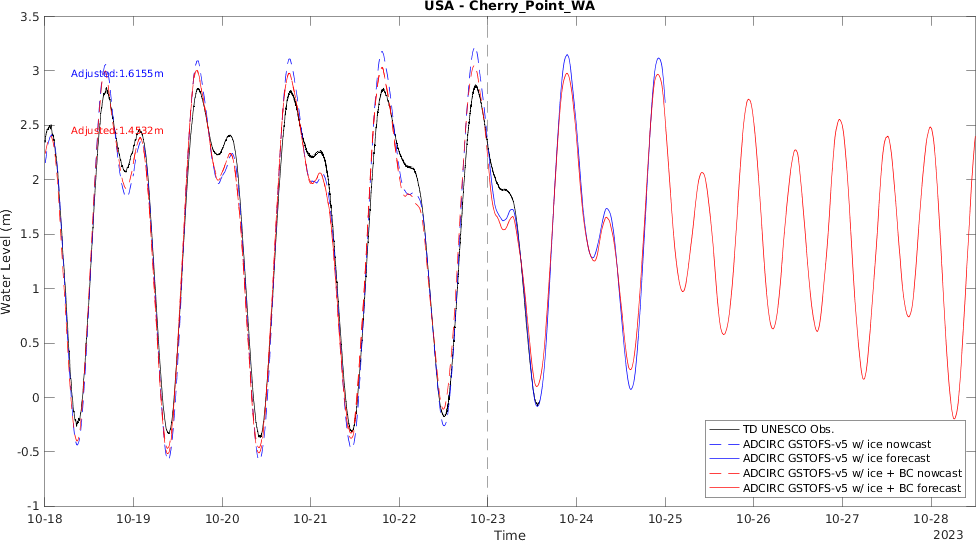 USA - Cherry_Point_WA
3.5
3
2.5
2
1.5
1
0.5
0
-0.5
-1
Water Level (m)
Adjusted:1.6155m
Adjusted:1.4532m
TD UNESCO Obs.
ADCIRC GSTOFS-v5 w/ ice nowcast
ADCIRC GSTOFS-v5 w/ ice forecast
ADCIRC GSTOFS-v5 w/ ice + BC nowcast
ADCIRC GSTOFS-v5 w/ ice + BC forecast
10-18 10-19 10-20 10-21 10-22 10-23 10-24 10-25 10-26 10-27 10-28
Time
2023